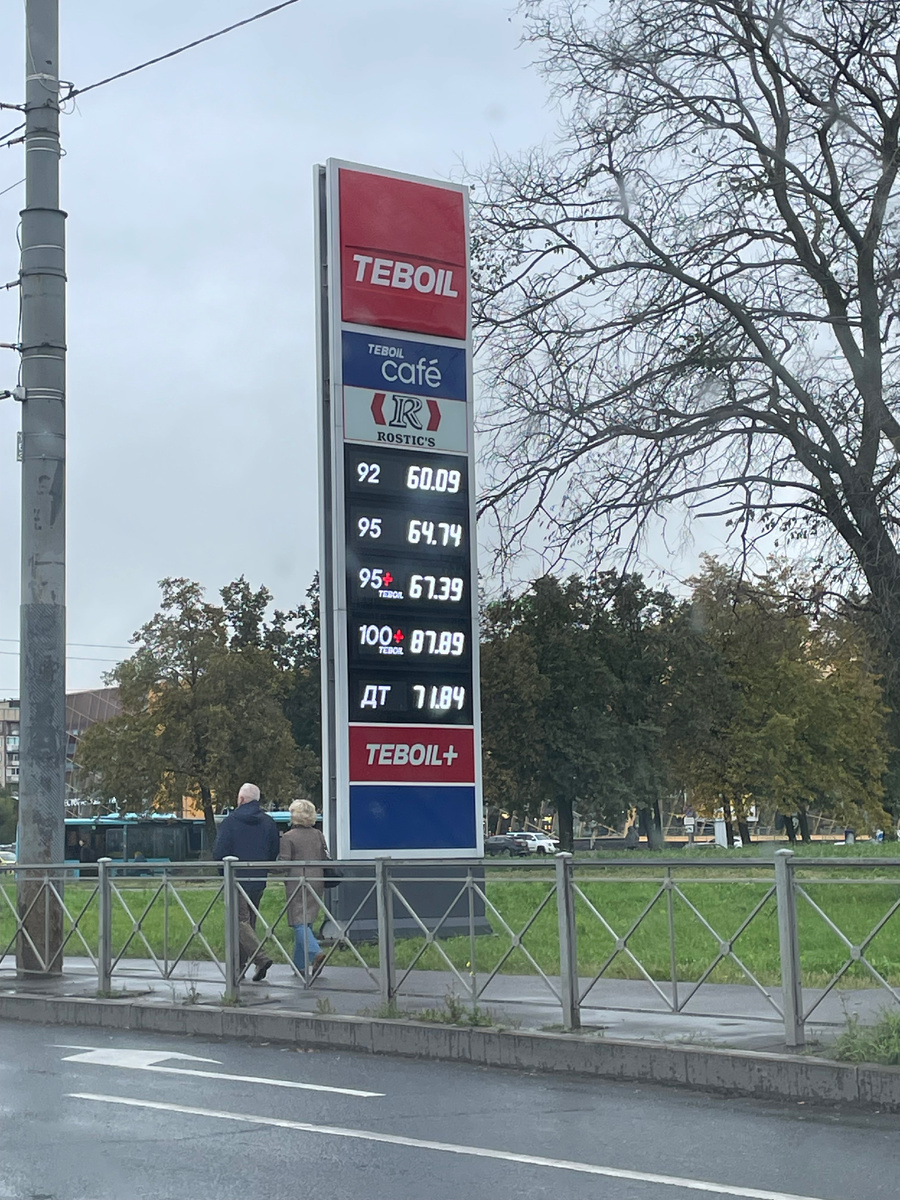 TEBOIL
TEBOIL
café
R
ROSTIC'S
92 60.09
95 64.74
95+ TEBOIL 67.39
100+ TEBOIL 87.89
ДТ 71.84
TEBOIL+